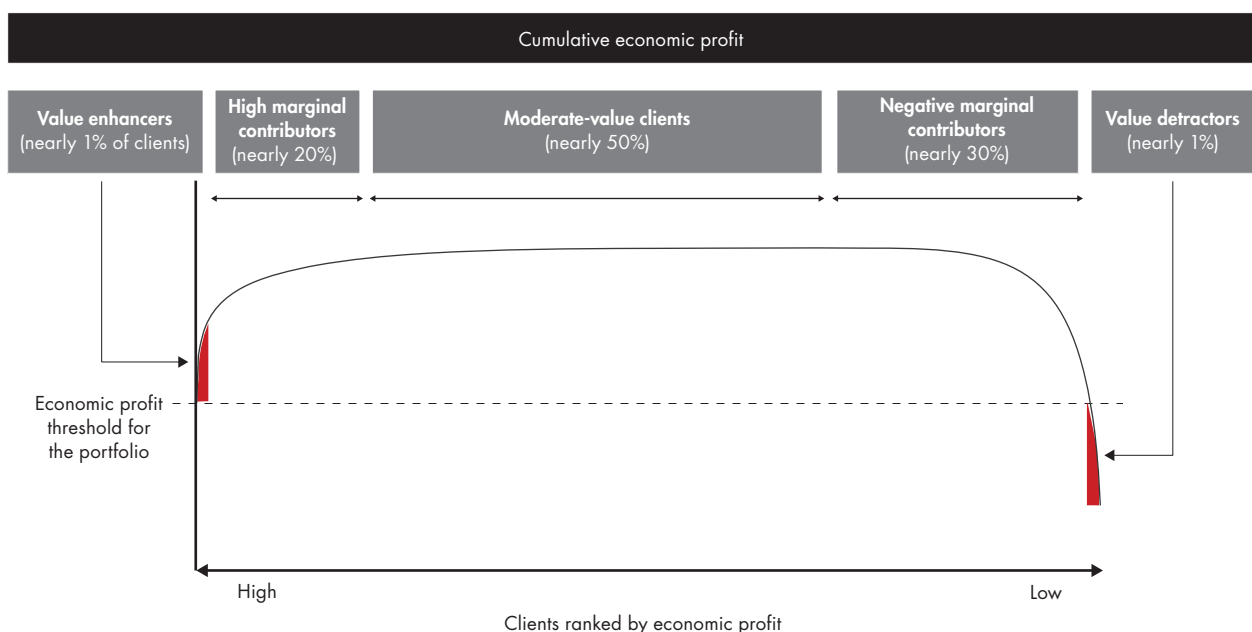 Cumulative economic profit
Value enhancers
(nearly 1% of clients)
High marginal
contributors
(nearly 20%)
Moderate-value clients
(nearly 50%)
Negative marginal
contributors
(nearly 30%)
Value detractors
(nearly 1%)
Economic profit
threshold for
the portfolio
High
Low
Clients ranked by economic profit